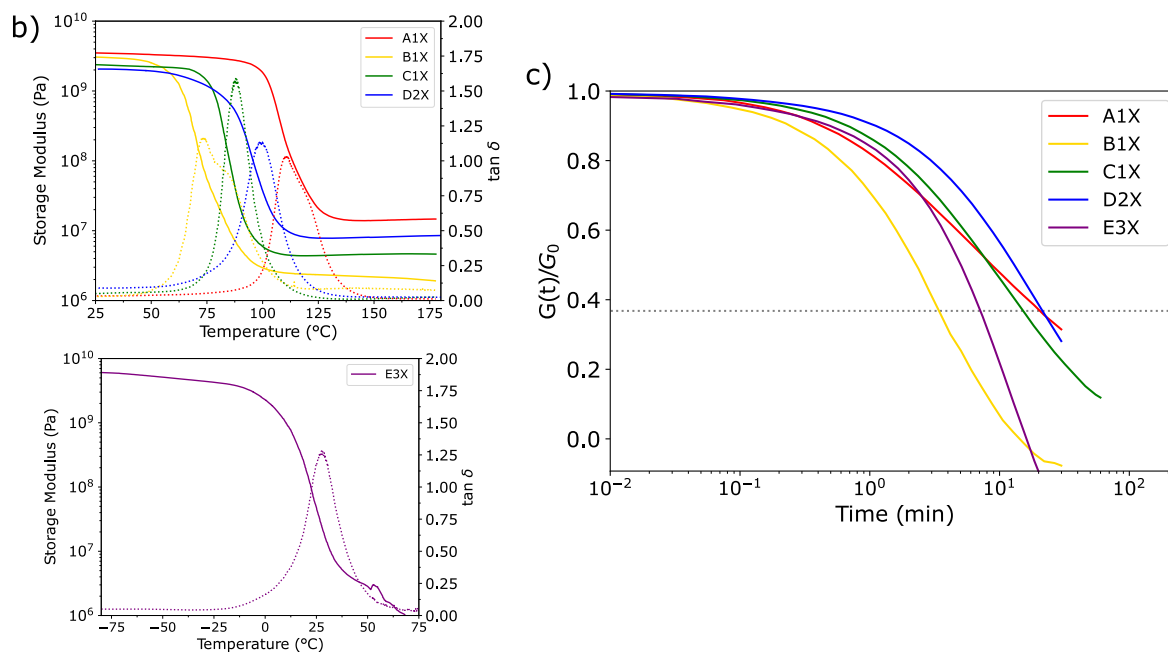 b)
10^10
10^9
10^8
10^7
10^6
Storage Modulus (Pa)
2.00
1.75
1.50
1.25
1.00
0.75
0.50
0.25
0.00
tan δ
A1X
B1X
C1X
D2X
25 50 75 100 125 150 175
Temperature (°C)
10^10
10^9
10^8
10^7
10^6
Storage Modulus (Pa)
2.00
1.75
1.50
1.25
1.00
0.75
0.50
0.25
0.00
tan δ
E3X
−75 −50 −25 0 25 50 75
Temperature (°C)
c)
1.0
0.8
0.6
0.4
0.2
0.0
G(t)/G_0
A1X
B1X
C1X
D2X
E3X
10^−2 10^−1 10^0 10^1 10^2
Time (min)